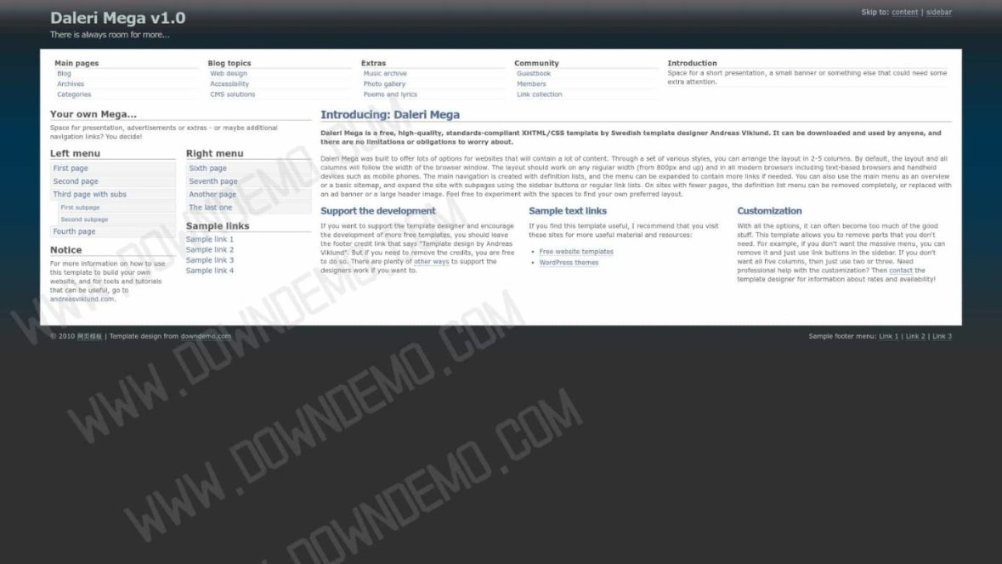 Daleri Mega v1.0
There is always room for more...
Skip to: content | sidebar
Main pages
Blog
Archives
Categories
Blog topics
Web design
Accessibility
CMS solutions
Extras
Music archive
Photo gallery
Poems and lyrics
Community
Guestbook
Members
Link collection
Introduction
Space for a short presentation, a small banner or something else that could need some
extra attention.
Your own Mega...
Space for presentation, advertisements or extras - or maybe additional
navigation links? You decide!
Left menu
First page
Second page
Third page with subs
First subpage
Second subpage
Fourth page
Notice
For more information on how to use
this template to build your own
website, and for tools and tutorials
that can be useful, go to
andreasviklund.com.
Right menu
Sixth page
Seventh page
Another page
The last one
Sample links
Sample link 1
Sample link 2
Sample link 3
Sample link 4
Introducing: Daleri Mega
Daleri Mega is a free, high-quality, standards-compliant XHTML/CSS template by Swedish template designer Andreas Viklund. It can be downloaded and used by anyone, and
there are no limitations or obligations to worry about.
Daleri Mega was built to offer lots of options for websites that will contain a lot of content. Through a set of various styles, you can arrange the layout in 2-5 columns. By default, the layout and all
columns will follow the width of the browser window. The layout should work on any regular width (from 800px and up) and in all modern browsers including text-based browsers and handheld
devices such as mobile phones. The main navigation is created with definition lists, and the menu can be expanded to contain more links if needed. You can also use the main menu as an overview
or a basic sitemap, and expand the site with subpages using the sidebar buttons or regular link lists. On sites with fewer pages, the definition list menu can be removed completely, or replaced with
an ad banner or a large header image. Feel free to experiment with the spaces to find your own preferred layout.
Support the development
If you want to support the template designer and encourage
the development of more free templates, you should leave
the footer credit link that says "Template design by Andreas
Viklund". But if you need to remove the credits, you are free
to do so. There are plenty of other ways to support the
designers work if you want to.
Sample text links
If you find this template useful, I recommend that you visit
these sites for more useful material and resources:
Free website templates
WordPress themes
Customization
With all the options, it can often become too much of the good
stuff. This template allows you to remove parts that you don't
need. For example, if you don't want the massive menu, you can
remove it and just use link buttons in the sidebar. If you don't
want all five columns, then just use two or three. Need
professional help with the customization? Then contact the
template designer for information about rates and availability!
© 2010 网页模板 | Template design from downdemo.com
Sample footer menu: Link 1 | Link 2 | Link 3
WWW.DOWNDEMO.COM
WWW.DOWNDEMO.COM
WWW.DOWNDEMO.COM
WWW.DOWNDEMO.COM